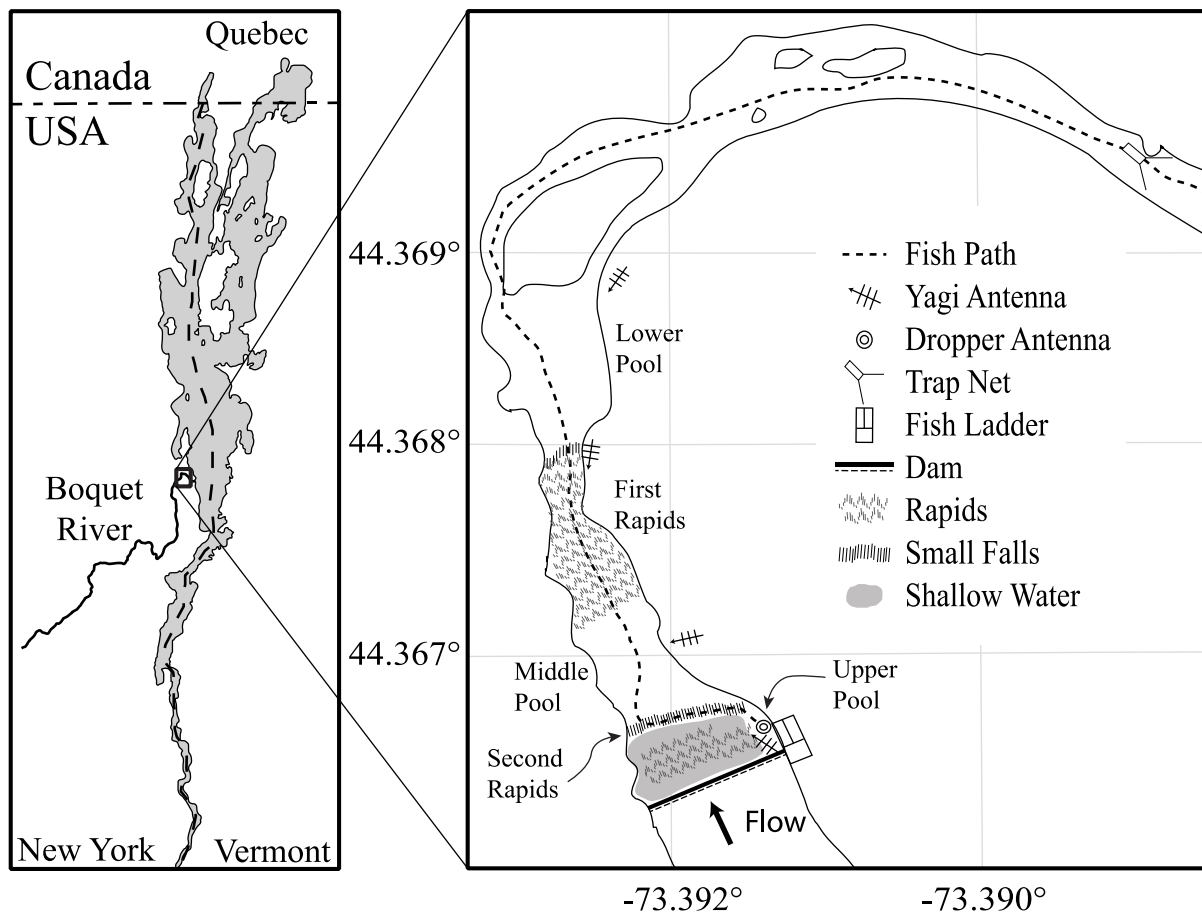 Quebec
Canada
USA
Boquet
River
New York
Vermont
44.369°
44.368°
44.367°
-73.392°
-73.390°
Lower
Pool
First
Rapids
Middle
Pool
Upper
Pool
Second
Rapids
Flow
Fish Path
Yagi Antenna
Dropper Antenna
Trap Net
Fish Ladder
Dam
Rapids
Small Falls
Shallow Water